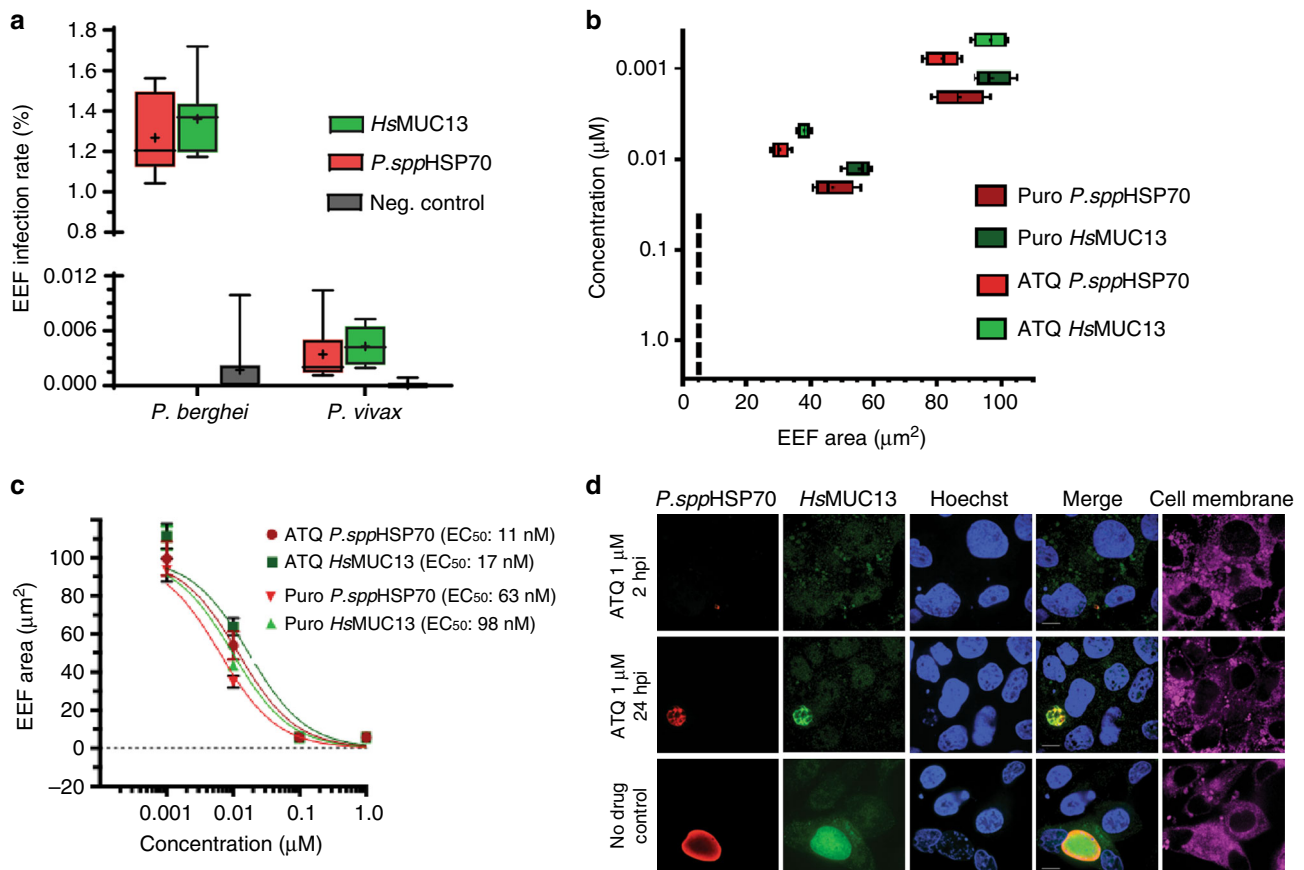 a
EEF infection rate (%)
1.8
1.6
1.4
1.2
1.0
0.8
0.012
0.006
0.000
P. berghei
P. vivax
HsMUC13
P.sppHSP70
Neg. control
b
Concentration (μM)
0.001
0.01
0.1
1.0
0
20
40
60
80
100
EEF area (μm²)
Puro P.sppHSP70
Puro HsMUC13
ATQ P.sppHSP70
ATQ HsMUC13
c
EEF area (μm²)
100
80
60
40
20
0
–20
0.001
0.01
0.1
1.0
Concentration (μM)
ATQ P.sppHSP70 (EC₅₀: 11 nM)
ATQ HsMUC13 (EC₅₀: 17 nM)
Puro P.sppHSP70 (EC₅₀: 63 nM)
Puro HsMUC13 (EC₅₀: 98 nM)
d
P.sppHSP70 HsMUC13 Hoechst Merge Cell membrane
ATQ 1 μM
2 hpi
ATQ 1 μM
24 hpi
No drug
control